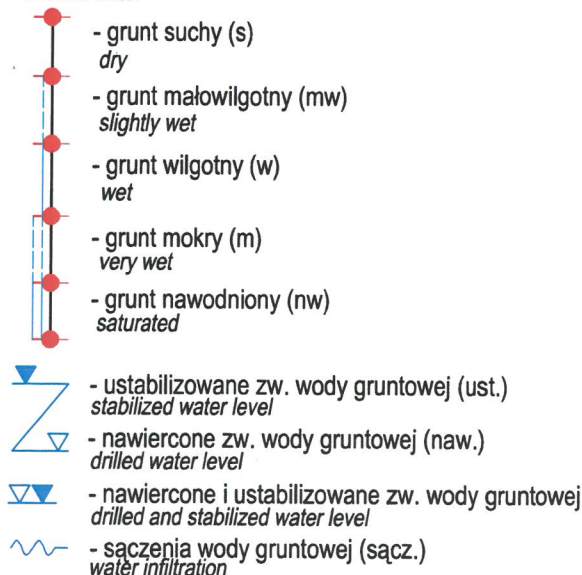 - grunt suchy (s)
dry
- grunt małowilgotny (mw)
slightly wet
- grunt wilgotny (w)
wet
- grunt mokry (m)
very wet
- grunt nawodniony (nw)
saturated
- ustabilizowane zw. wody gruntowej (ust.)
stabilized water level
- nawiercone zw. wody gruntowej (naw.)
drilled water level
- nawiercone i ustabilizowane zw. wody gruntowej
drilled and stabilized water level
- sączenia wody gruntowej (sącz.)
water infiltration